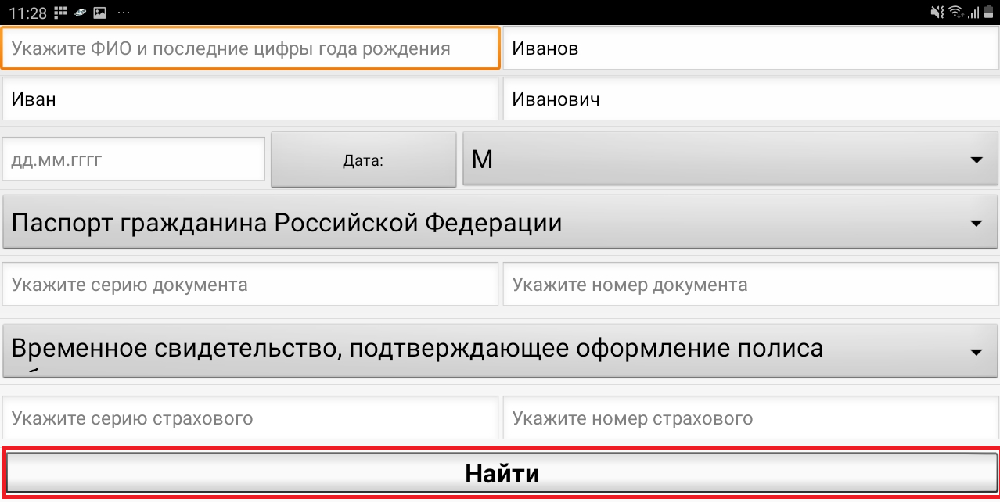 11:28
Укажите ФИО и последние цифры года рождения
Иванов
Иван
Иванович
дд.мм.гггг
Дата:
М
Паспорт гражданина Российской Федерации
Укажите серию документа
Укажите номер документа
Временное свидетельство, подтверждающее оформление полиса
Укажите серию страхового
Укажите номер страхового
Найти